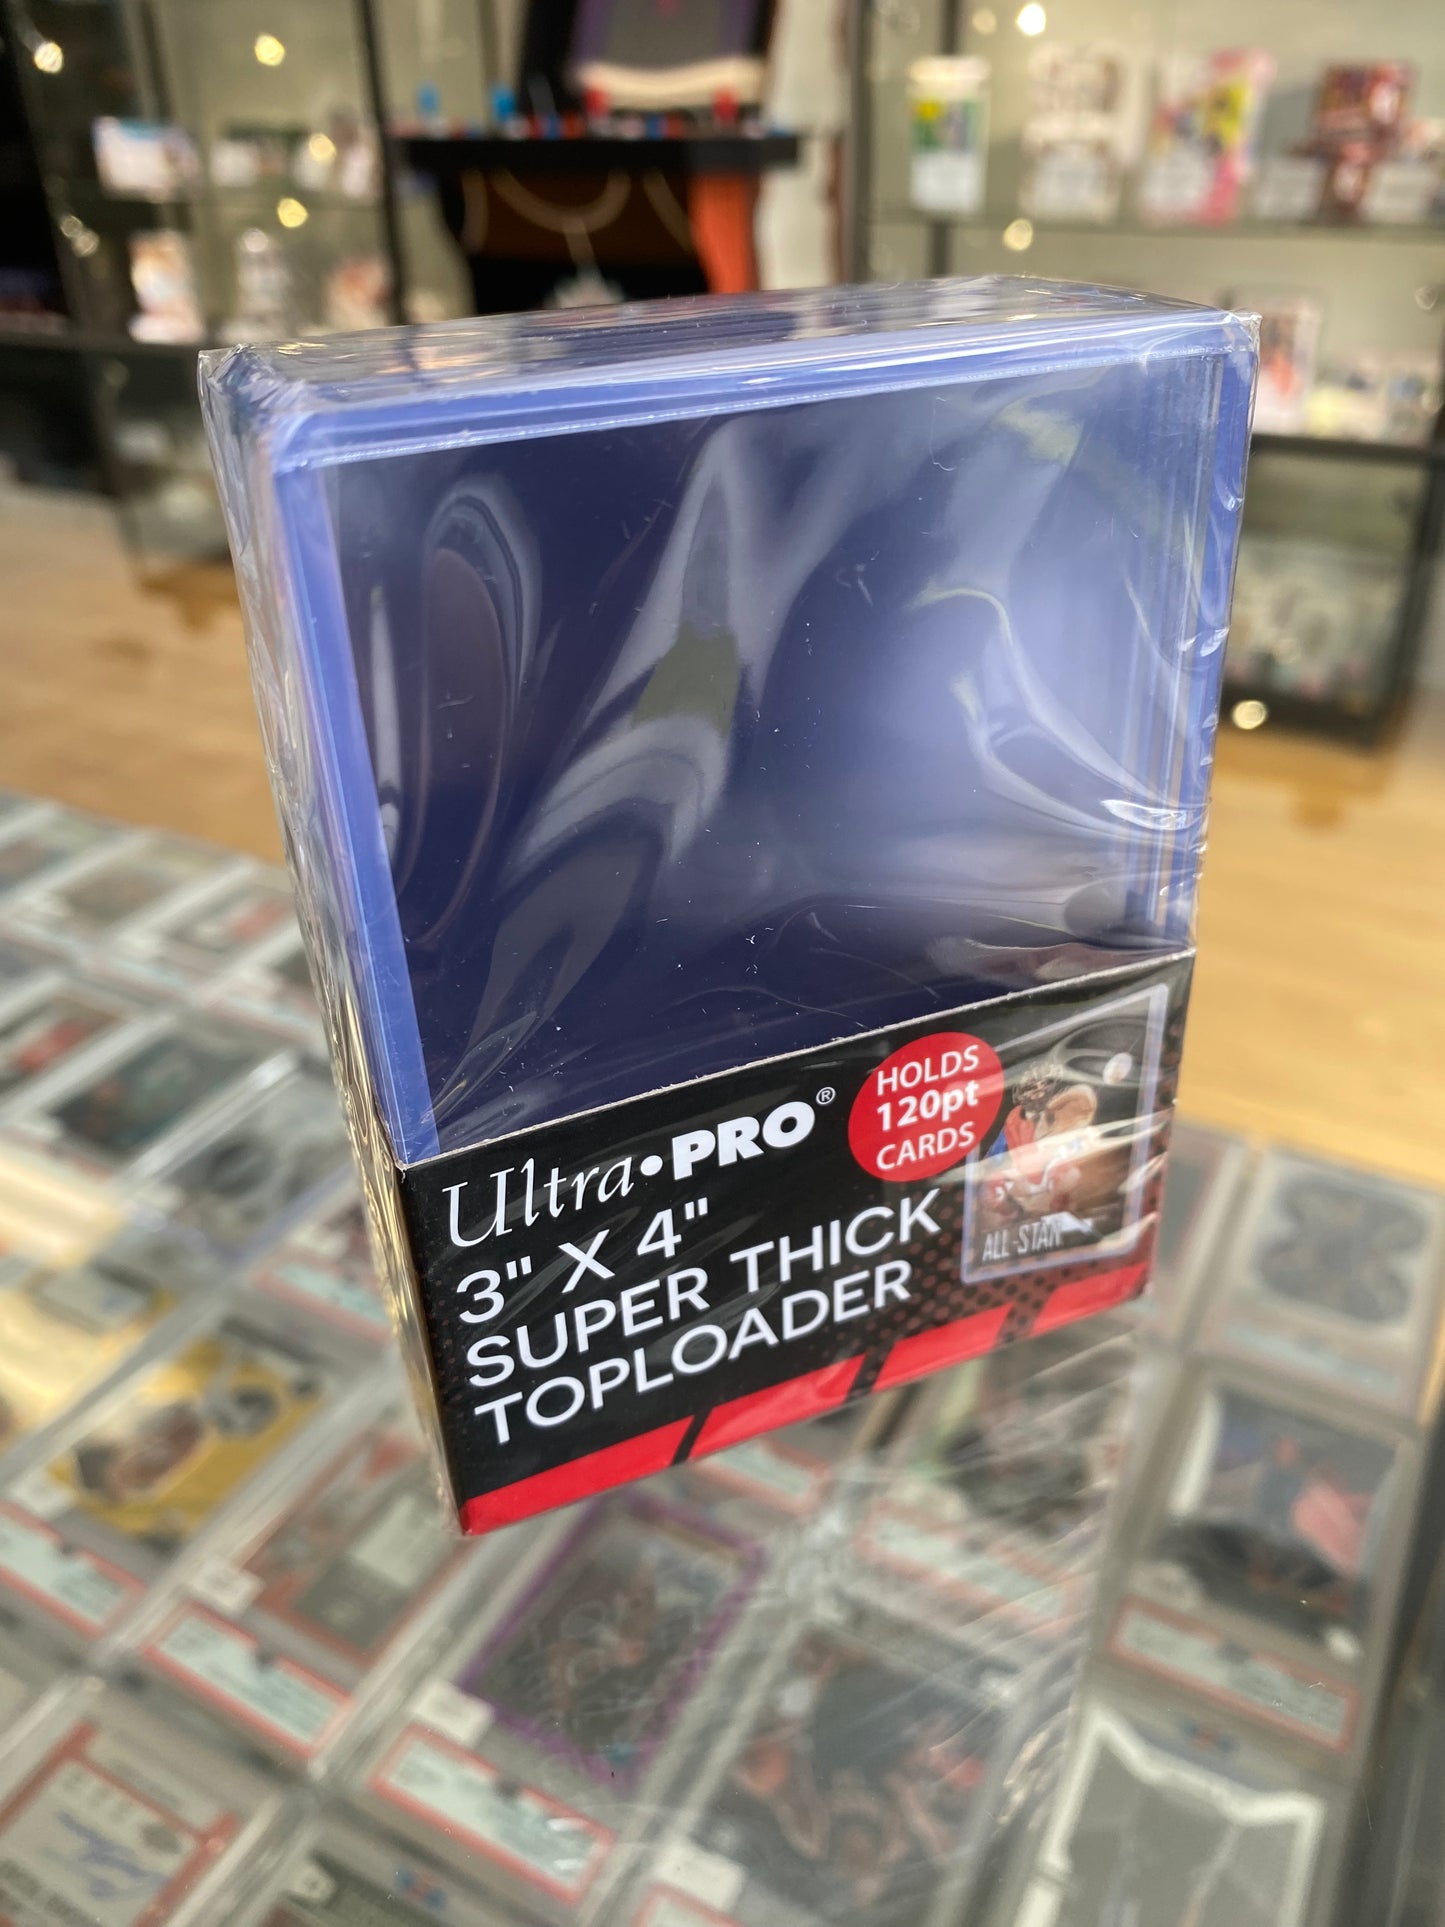 Ultra•PRO®
3" X 4"
SUPER THICK
TOPLOADER
HOLDS
120pt
CARDS
ALL-STAR